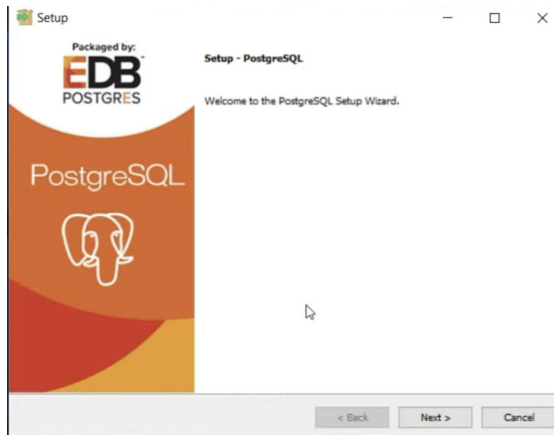 Setup
Packaged by:
EDB
POSTGRES
Setup - PostgreSQL
Welcome to the PostgreSQL Setup Wizard.
PostgreSQL
< Back
Next >
Cancel